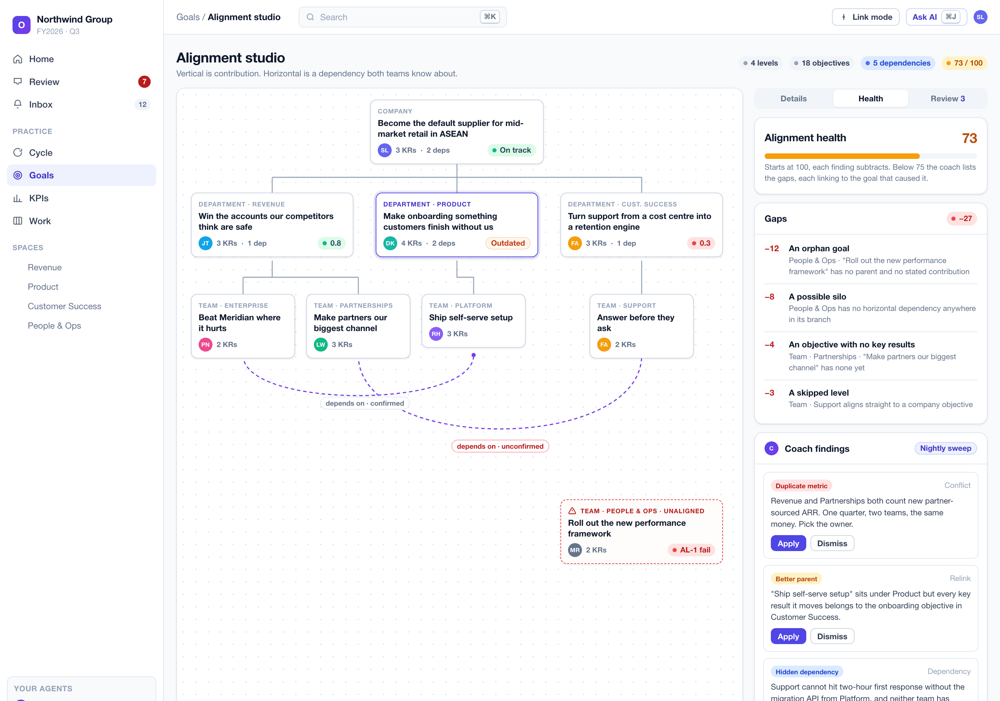 O
Northwind Group
FY2026 · Q3
Home
Review
7
Inbox
12
PRACTICE
Cycle
Goals
KPIs
Work
SPACES
Revenue
Product
Customer Success
People & Ops
YOUR AGENTS
Goals / Alignment studio
Search
⌘K
Link mode
Ask AI ⌘J
SL
Alignment studio
Vertical is contribution. Horizontal is a dependency both teams know about.
4 levels
18 objectives
5 dependencies
73 / 100
COMPANY
Become the default supplier for mid-
market retail in ASEAN
SL 3 KRs · 2 deps
On track
DEPARTMENT · REVENUE
Win the accounts our competitors
think are safe
JT 3 KRs · 1 dep
0.8
DEPARTMENT · PRODUCT
Make onboarding something
customers finish without us
DK 4 KRs · 2 deps
Outdated
DEPARTMENT · CUST. SUCCESS
Turn support from a cost centre into
a retention engine
FA 3 KRs · 1 dep
0.3
TEAM · ENTERPRISE
Beat Meridian where
it hurts
PN 2 KRs
TEAM · PARTNERSHIPS
Make partners our
biggest channel
LW 3 KRs
TEAM · PLATFORM
Ship self-serve setup
RH 3 KRs
TEAM · SUPPORT
Answer before they
ask
FA 2 KRs
depends on · confirmed
depends on · unconfirmed
TEAM · PEOPLE & OPS · UNALIGNED
Roll out the new performance
framework
MR 2 KRs
AL-1 fail
Details
Health
Review 3
Alignment health
73
Starts at 100, each finding subtracts. Below 75 the coach lists
the gaps, each linking to the goal that caused it.
Gaps
−27
−12 An orphan goal
People & Ops · "Roll out the new performance
framework" has no parent and no stated contribution
−8 A possible silo
People & Ops has no horizontal dependency anywhere
in its branch
−4 An objective with no key results
Team · Partnerships · "Make partners our biggest
channel" has none yet
−3 A skipped level
Team · Support aligns straight to a company objective
C Coach findings
Nightly sweep
Duplicate metric
Conflict
Revenue and Partnerships both count new partner-
sourced ARR. One quarter, two teams, the same
money. Pick the owner.
Apply
Dismiss
Better parent
Relink
"Ship self-serve setup" sits under Product but every key
result it moves belongs to the onboarding objective in
Customer Success.
Apply
Dismiss
Hidden dependency
Dependency
Support cannot hit two-hour first response without the
migration API from Platform, and neither team has